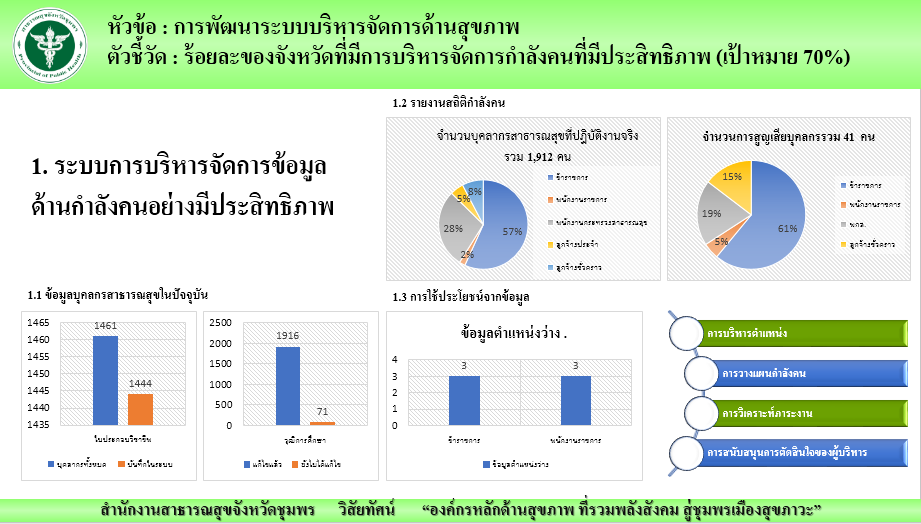 หัวข้อ : การพัฒนาระบบบริหารจัดการด้านสุขภาพ
ตัวชี้วัด : ร้อยละของจังหวัดที่มีการบริหารจัดการกำลังคนที่มีประสิทธิภาพ (เป้าหมาย 70%)
1. ระบบการบริหารจัดการข้อมูล
ด้านกำลังคนอย่างมีประสิทธิภาพ
1.2 รายงานสถิติกำลังคน
จำนวนบุคลากรสาธารณสุขที่ปฏิบัติงานจริง
รวม 1,912 คน
57%
2%
28%
5%
8%
ข้าราชการ
พนักงานราชการ
พนักงานกระทรวงสาธารณสุข
ลูกจ้างประจำ
ลูกจ้างชั่วคราว
จำนวนการสูญเสียบุคลกรรวม 41 คน
61%
5%
19%
15%
ข้าราชการ
พนักงานราชการ
พกส.
ลูกจ้างชั่วคราว
1.1 ข้อมูลบุคลกรสาธารณสุขในปัจจุบัน
1465
1460
1455
1450
1445
1440
1435
1461
1444
ใบประกอบวิชาชีพ
บุคลากรทั้งหมด
บันทึกในระบบ
2500
2000
1500
1000
500
0
1916
71
วุฒิการศึกษา
แก้ไขแล้ว
ยังไม่ได้แก้ไข
1.3 การใช้ประโยชน์จากข้อมูล
ข้อมูลตำแหน่งว่าง .
4
3
2
1
0
3
3
ข้าราชการ
พนักงานราชการ
ข้อมูลตำแหน่งว่าง
การบริหารตำแหน่ง
การวางแผนกำลังคน
การวิเคราะห์ภาระงาน
การสนับสนุนการตัดสินใจของผู้บริหาร
สำนักงานสาธารณสุขจังหวัดชุมพร วิสัยทัศน์ “องค์กรหลักด้านสุขภาพ ที่รวมพลังสังคม สู่ชุมพรเมืองสุขภาวะ”